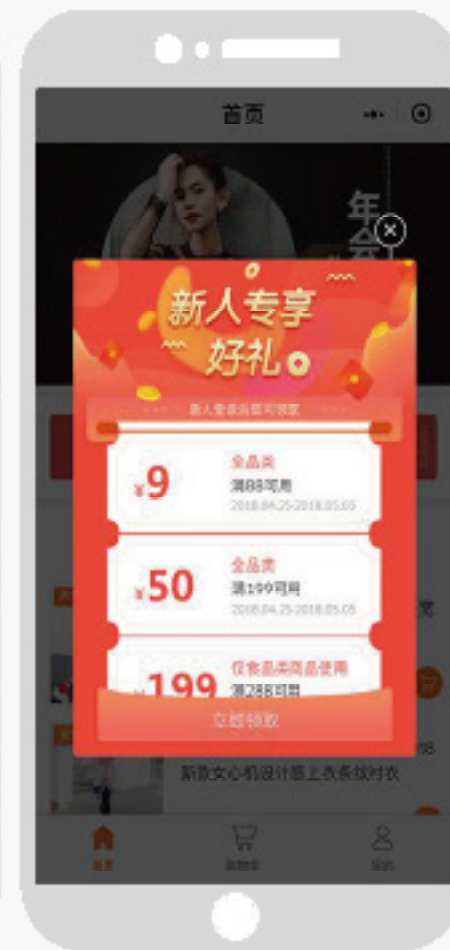 首页
年
会
新人专享
好礼
新人登录后即可领取
¥9
全品类
满88可用
2018.04.25-2018.05.05
¥50
全品类
满199可用
2018.04.25-2018.05.05
¥199
仅食品类商品使用
满288可用
立即领取
新款女心机设计感上衣条纹衬衣
首页
购物车
我的